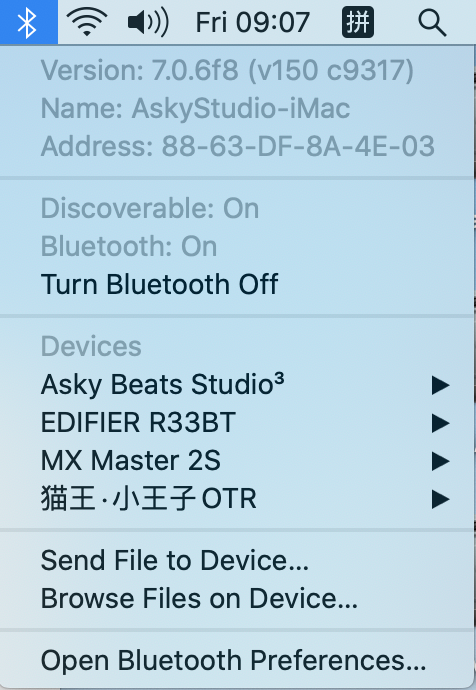 Fri 09:07 拼
Version: 7.0.6f8 (v150 c9317)
Name: AskyStudio-iMac
Address: 88-63-DF-8A-4E-03
Discoverable: On
Bluetooth: On
Turn Bluetooth Off
Devices
Asky Beats Studio³
EDIFIER R33BT
MX Master 2S
猫王·小王子OTR
Send File to Device...
Browse Files on Device...
Open Bluetooth Preferences...